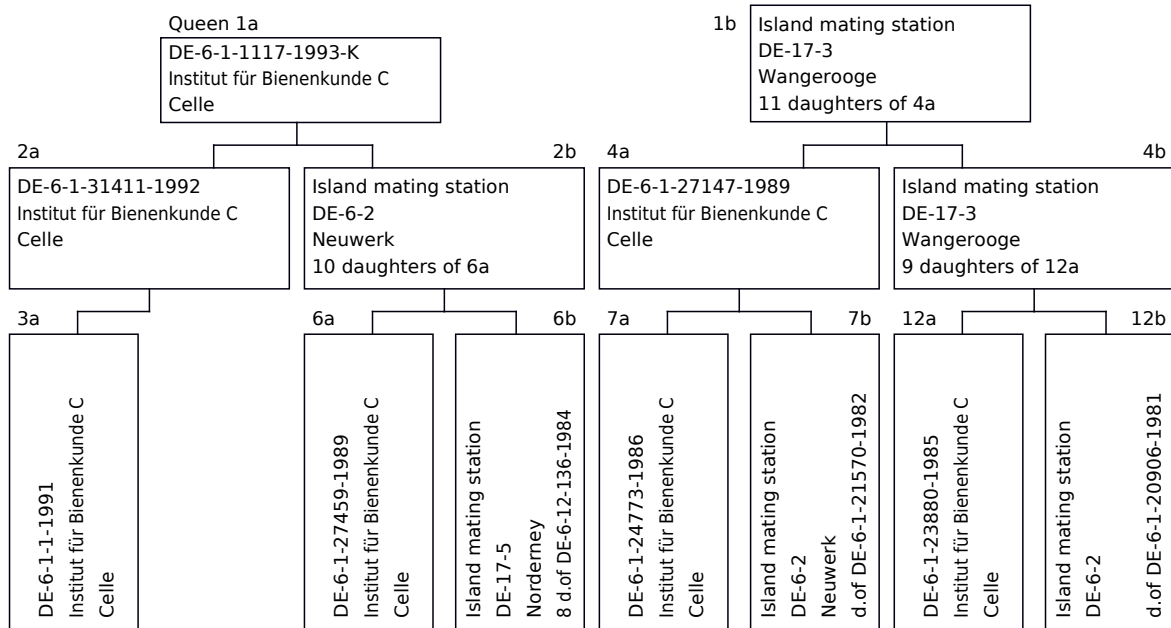 Queen 1a
DE-6-1-1117-1993-K
Institut für Bienenkunde C
Celle
1b
Island mating station
DE-17-3
Wangerooge
11 daughters of 4a
2a
DE-6-1-31411-1992
Institut für Bienenkunde C
Celle
2b
Island mating station
DE-6-2
Neuwerk
10 daughters of 6a
4a
DE-6-1-27147-1989
Institut für Bienenkunde C
Celle
4b
Island mating station
DE-17-3
Wangerooge
9 daughters of 12a
3a
DE-6-1-1-1991
Institut für Bienenkunde C
Celle
6a
DE-6-1-27459-1989
Institut für Bienenkunde C
Celle
6b
Island mating station
DE-17-5
Norderney
8 d.of DE-6-12-136-1984
7a
DE-6-1-24773-1986
Institut für Bienenkunde C
Celle
7b
Island mating station
DE-6-2
Neuwerk
d.of DE-6-1-21570-1982
12a
DE-6-1-23880-1985
Institut für Bienenkunde C
Celle
12b
Island mating station
DE-6-2
d.of DE-6-1-20906-1981